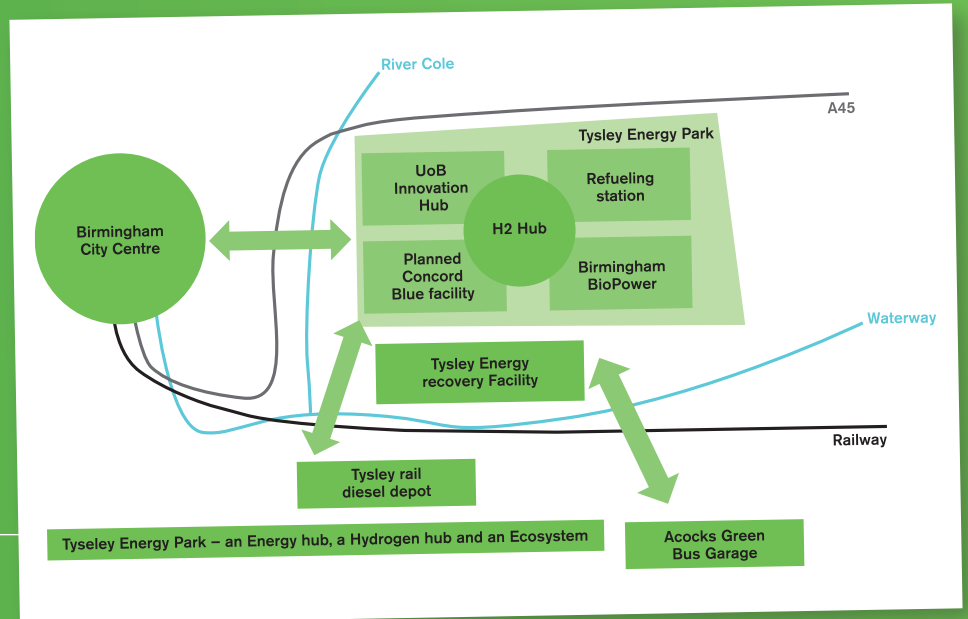 River Cole
A45
Tysley Energy Park
UoB
Innovation
Hub
Refueling
station
H2 Hub
Birmingham
City Centre
Planned
Concord
Blue facility
Birmingham
BioPower
Waterway
Tysley Energy
recovery Facility
Railway
Tysley rail
diesel depot
Tyseley Energy Park – an Energy hub, a Hydrogen hub and an Ecosystem
Acocks Green
Bus Garage